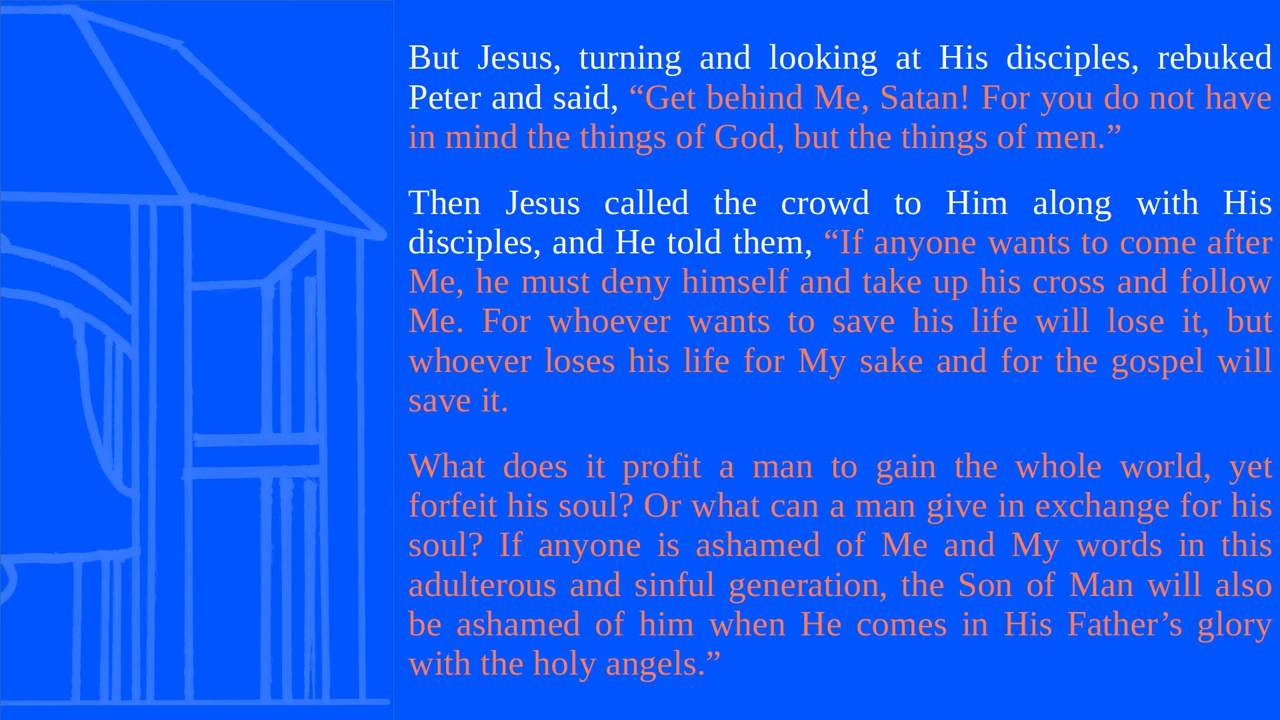 But Jesus, turning and looking at His disciples, rebuked
Peter and said, “Get behind Me, Satan! For you do not have
in mind the things of God, but the things of men.”
Then Jesus called the crowd to Him along with His
disciples, and He told them, “If anyone wants to come after
Me, he must deny himself and take up his cross and follow
Me. For whoever wants to save his life will lose it, but
whoever loses his life for My sake and for the gospel will
save it.
What does it profit a man to gain the whole world, yet
forfeit his soul? Or what can a man give in exchange for his
soul? If anyone is ashamed of Me and My words in this
adulterous and sinful generation, the Son of Man will also
be ashamed of him when He comes in His Father’s glory
with the holy angels.”